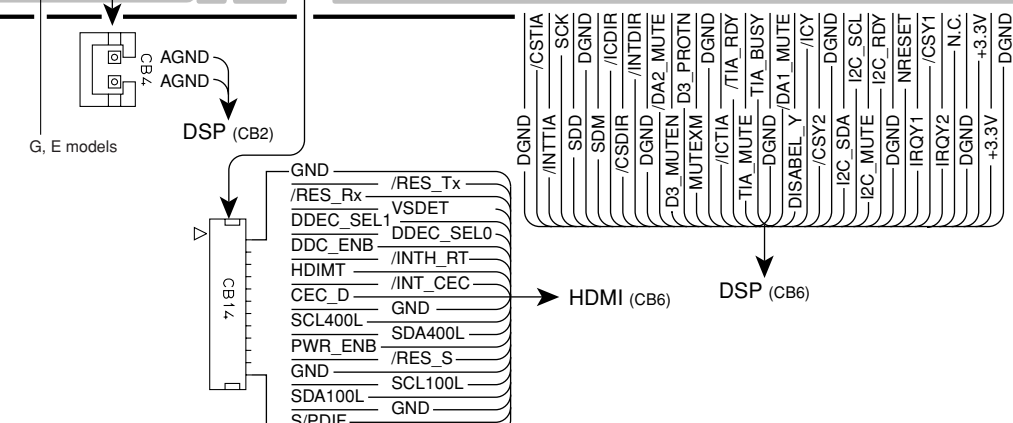 CB4
AGND
AGND
DSP (CB2)
G, E models
/CSTIA
SCK
DGND
/ICDIR
/INTDIR
/DA2_MUTE
D3_PROTN
DGND
/TIA_RDY
TIA_BUSY
/DA1_MUTE
/ICY
DGND
I2C_SCL
I2C_RDY
NRESET
/CSY1
N.C.
+3.3V
DGND
DGND
/INTTIA
SDD
SDM
/CSDIR
DGND
D3_MUTEN
MUTEXM
/ICTIA
TIA_MUTE
DGND
DISABEL_Y
/CSY2
I2C_SDA
I2C_MUTE
DGND
IRQY1
IRQY2
DGND
+3.3V
DSP (CB6)
CB14
GND
/RES_Tx
/RES_Rx
VSDET
DDEC_SEL1
DDEC_SEL0
DDC_ENB
/INTH_RT
HDIMT
/INT_CEC
CEC_D
GND
SCL400L
SDA400L
PWR_ENB
/RES_S
GND
SCL100L
SDA100L
GND
S/PDIF
HDMI (CB6)